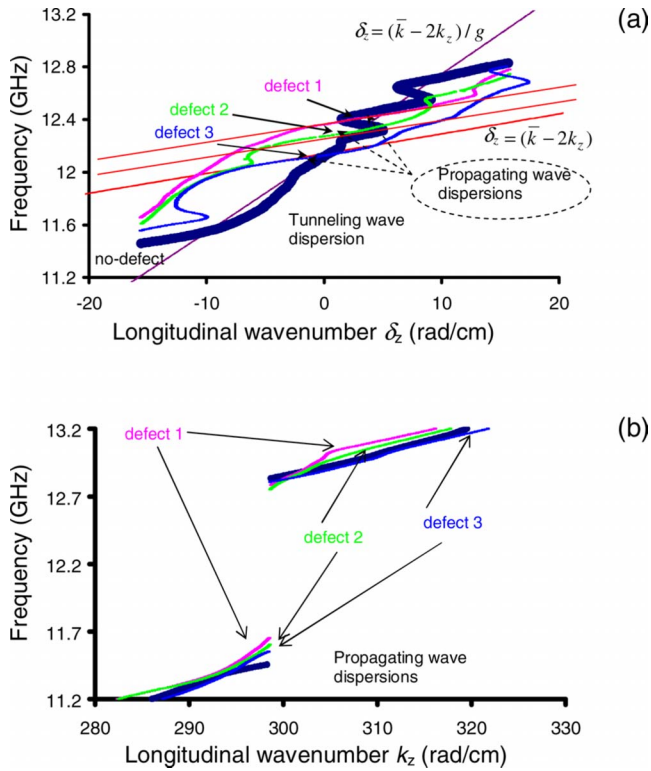 (a)
13.2
12.8
12.4
12
11.6
11.2
Frequency (GHz)
δz = (k̄ − 2kz) / g
defect 1
defect 2
defect 3
δz = (k̄ − 2kz)
Propagating wave
dispersions
Tunneling wave
dispersion
no-defect
-20 -10 0 10 20
Longitudinal wavenumber δz (rad/cm)
(b)
13.2
12.7
12.2
11.7
11.2
Frequency (GHz)
defect 1
defect 3
defect 2
Propagating wave
dispersions
280 290 300 310 320 330
Longitudinal wavenumber kz (rad/cm)